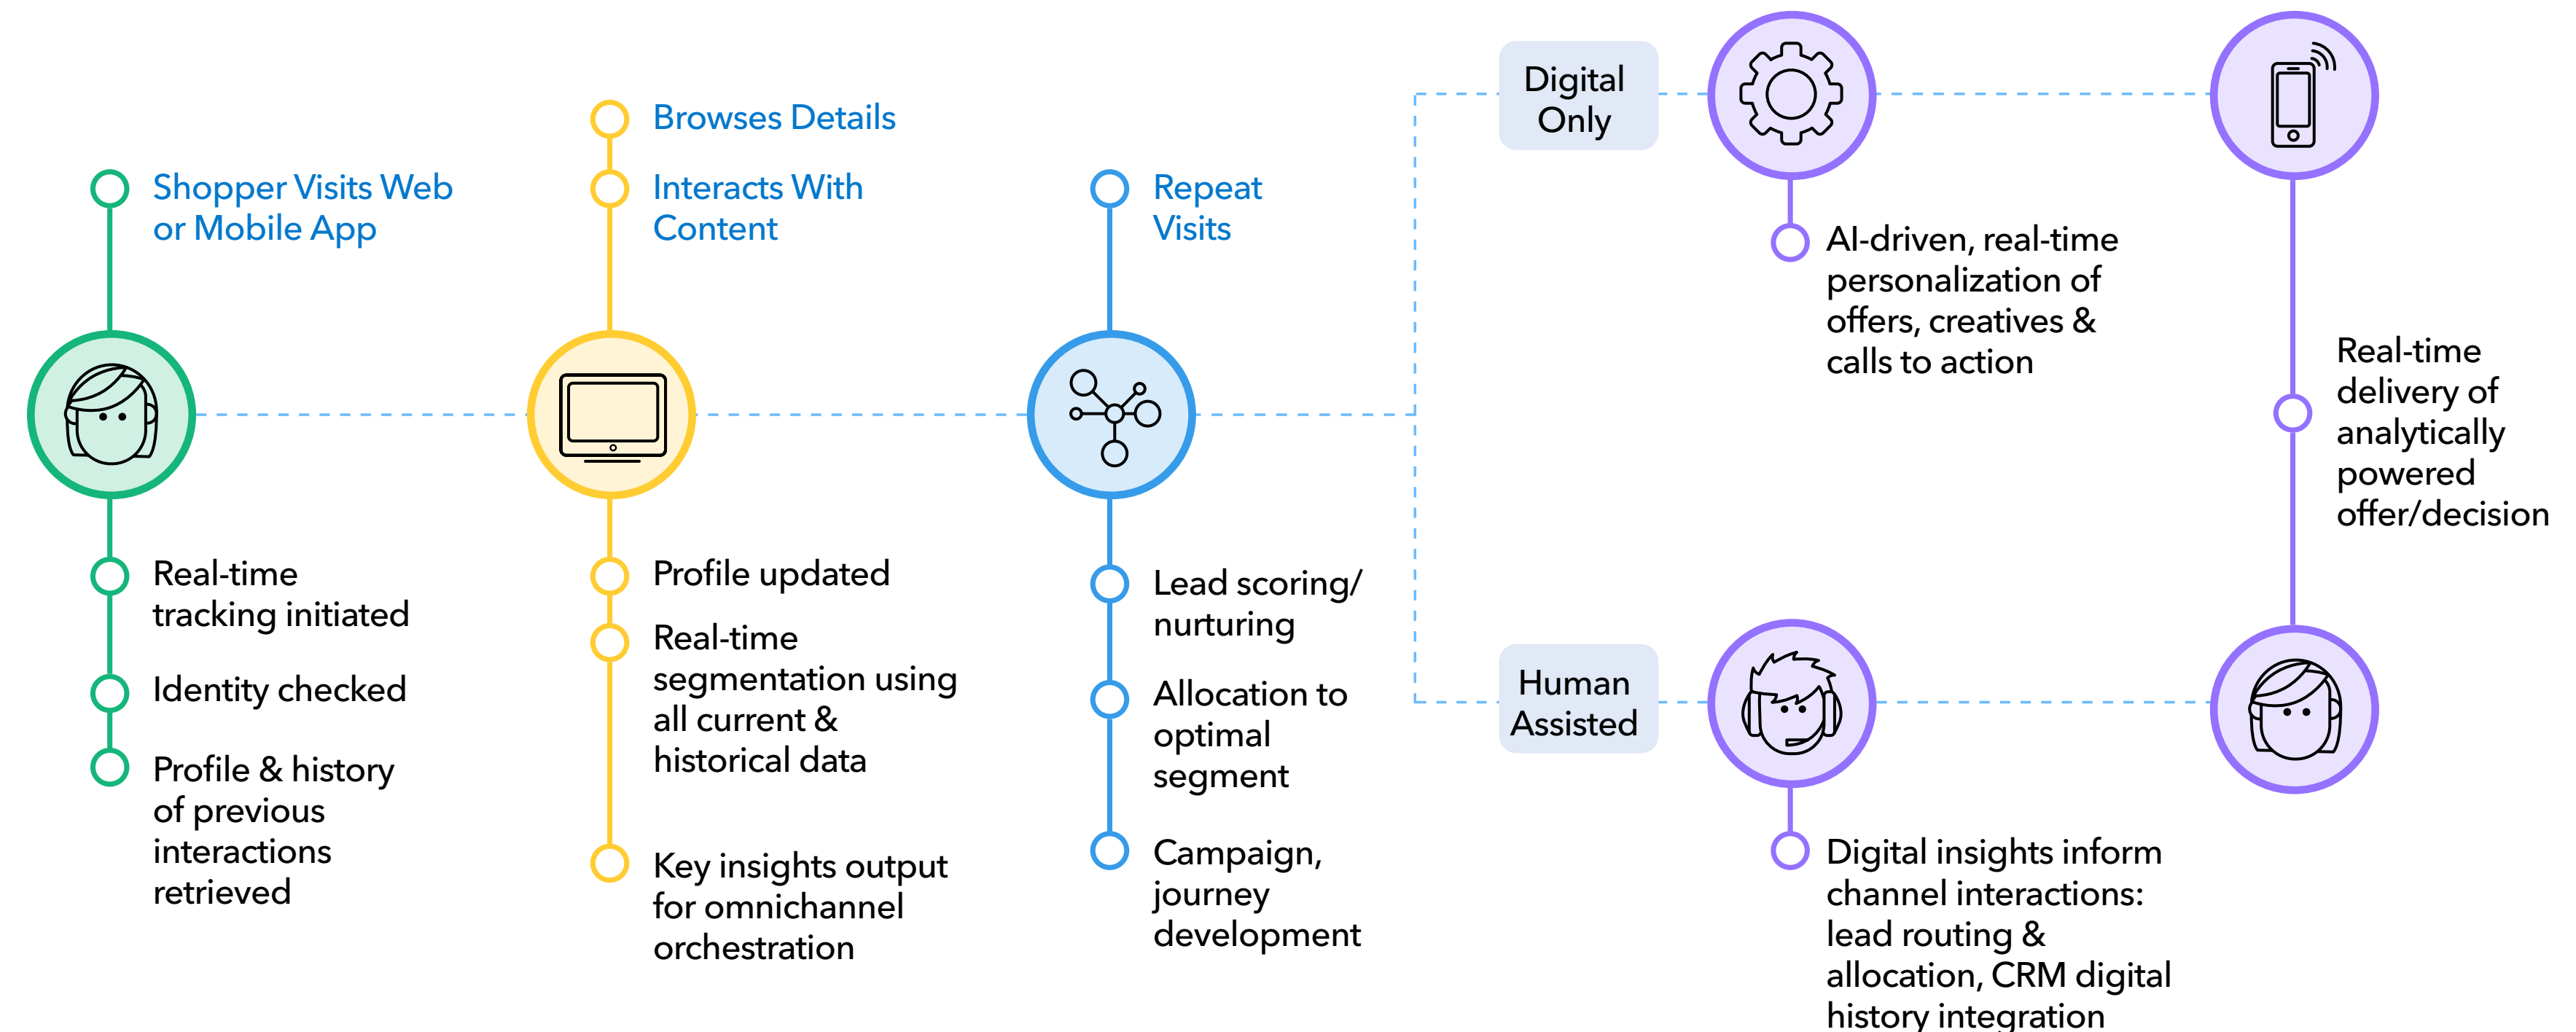 Shopper Visits Web
or Mobile App
Real-time
tracking initiated
Identity checked
Profile & history
of previous
interactions
retrieved
Browses Details
Interacts With
Content
Profile updated
Real-time
segmentation using
all current &
historical data
Key insights output
for omnichannel
orchestration
Repeat
Visits
Lead scoring/
nurturing
Allocation to
optimal
segment
Campaign,
journey
development
Digital
Only
AI-driven, real-time
personalization of
offers, creatives &
calls to action
Human
Assisted
Digital insights inform
channel interactions:
lead routing &
allocation, CRM digital
history integration
Real-time
delivery of
analytically
powered
offer/decision